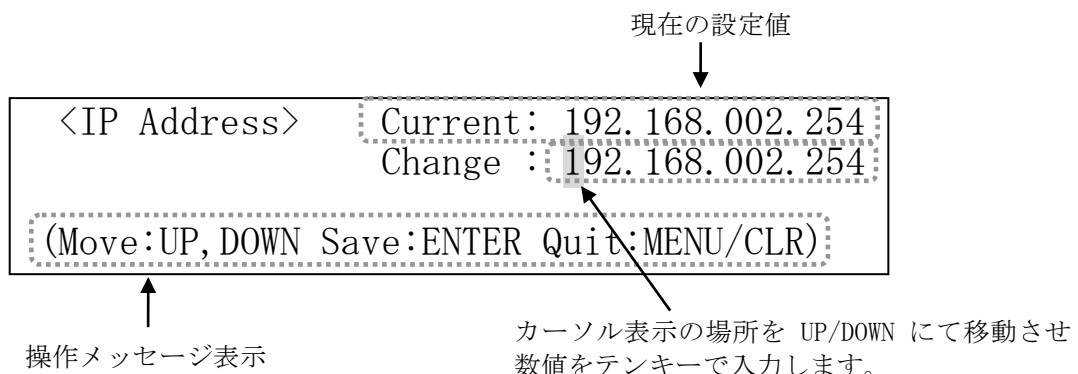 現在の設定値
<IP Address> Current: 192.168.002.254
Change : 192.168.002.254
(Move:UP,DOWN Save:ENTER Quit:MENU/CLR)
操作メッセージ表示
カーソル表示の場所を UP/DOWN にて移動させ
数値をテンキーで入力します。